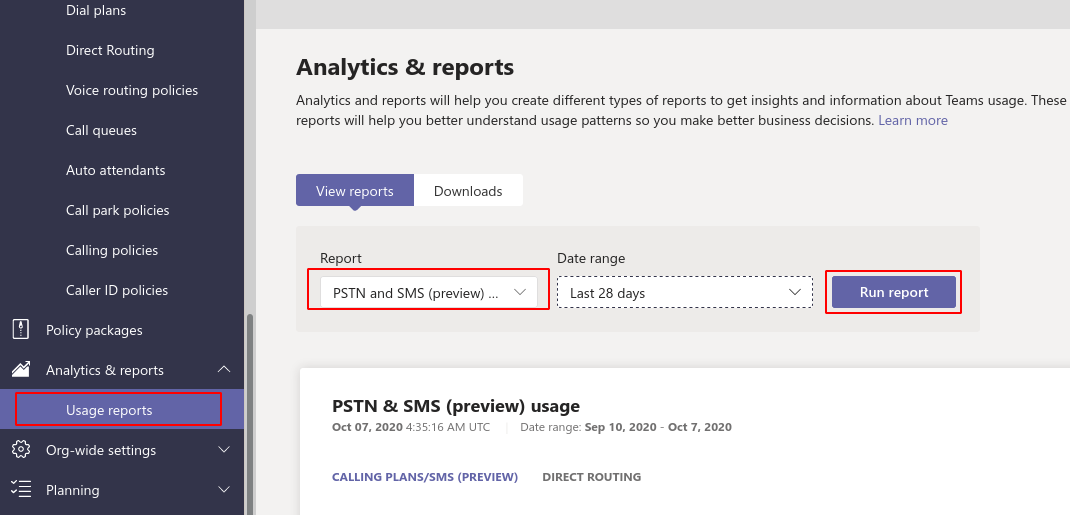 Dial plans
Direct Routing
Voice routing policies
Call queues
Auto attendants
Call park policies
Calling policies
Caller ID policies
Policy packages
Analytics & reports
Usage reports
Org-wide settings
Planning
Analytics & reports
Analytics and reports will help you create different types of reports to get insights and information about Teams usage. These
reports will help you better understand usage patterns so you make better business decisions. Learn more
View reports
Downloads
Report
Date range
PSTN and SMS (preview) ...
Last 28 days
Run report
PSTN & SMS (preview) usage
Oct 07, 2020 4:35:16 AM UTC
Date range: Sep 10, 2020 - Oct 7, 2020
CALLING PLANS/SMS (PREVIEW)
DIRECT ROUTING